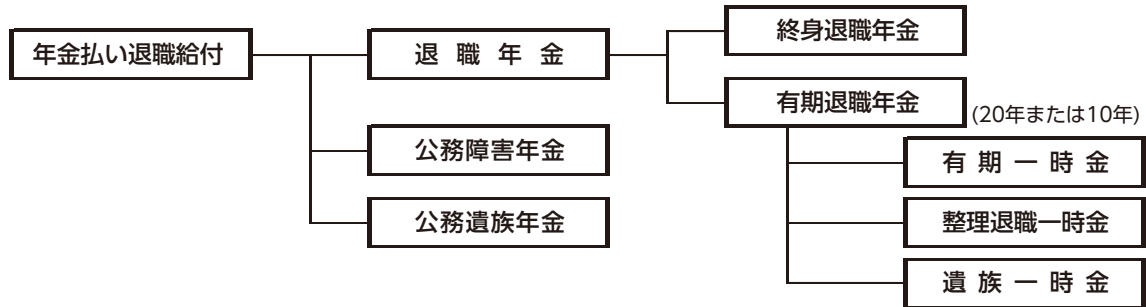 年金払い退職給付
退職年金
終身退職年金
有期退職年金
(20年または10年)
有期一時金
整理退職一時金
遺族一時金
公務障害年金
公務遺族年金